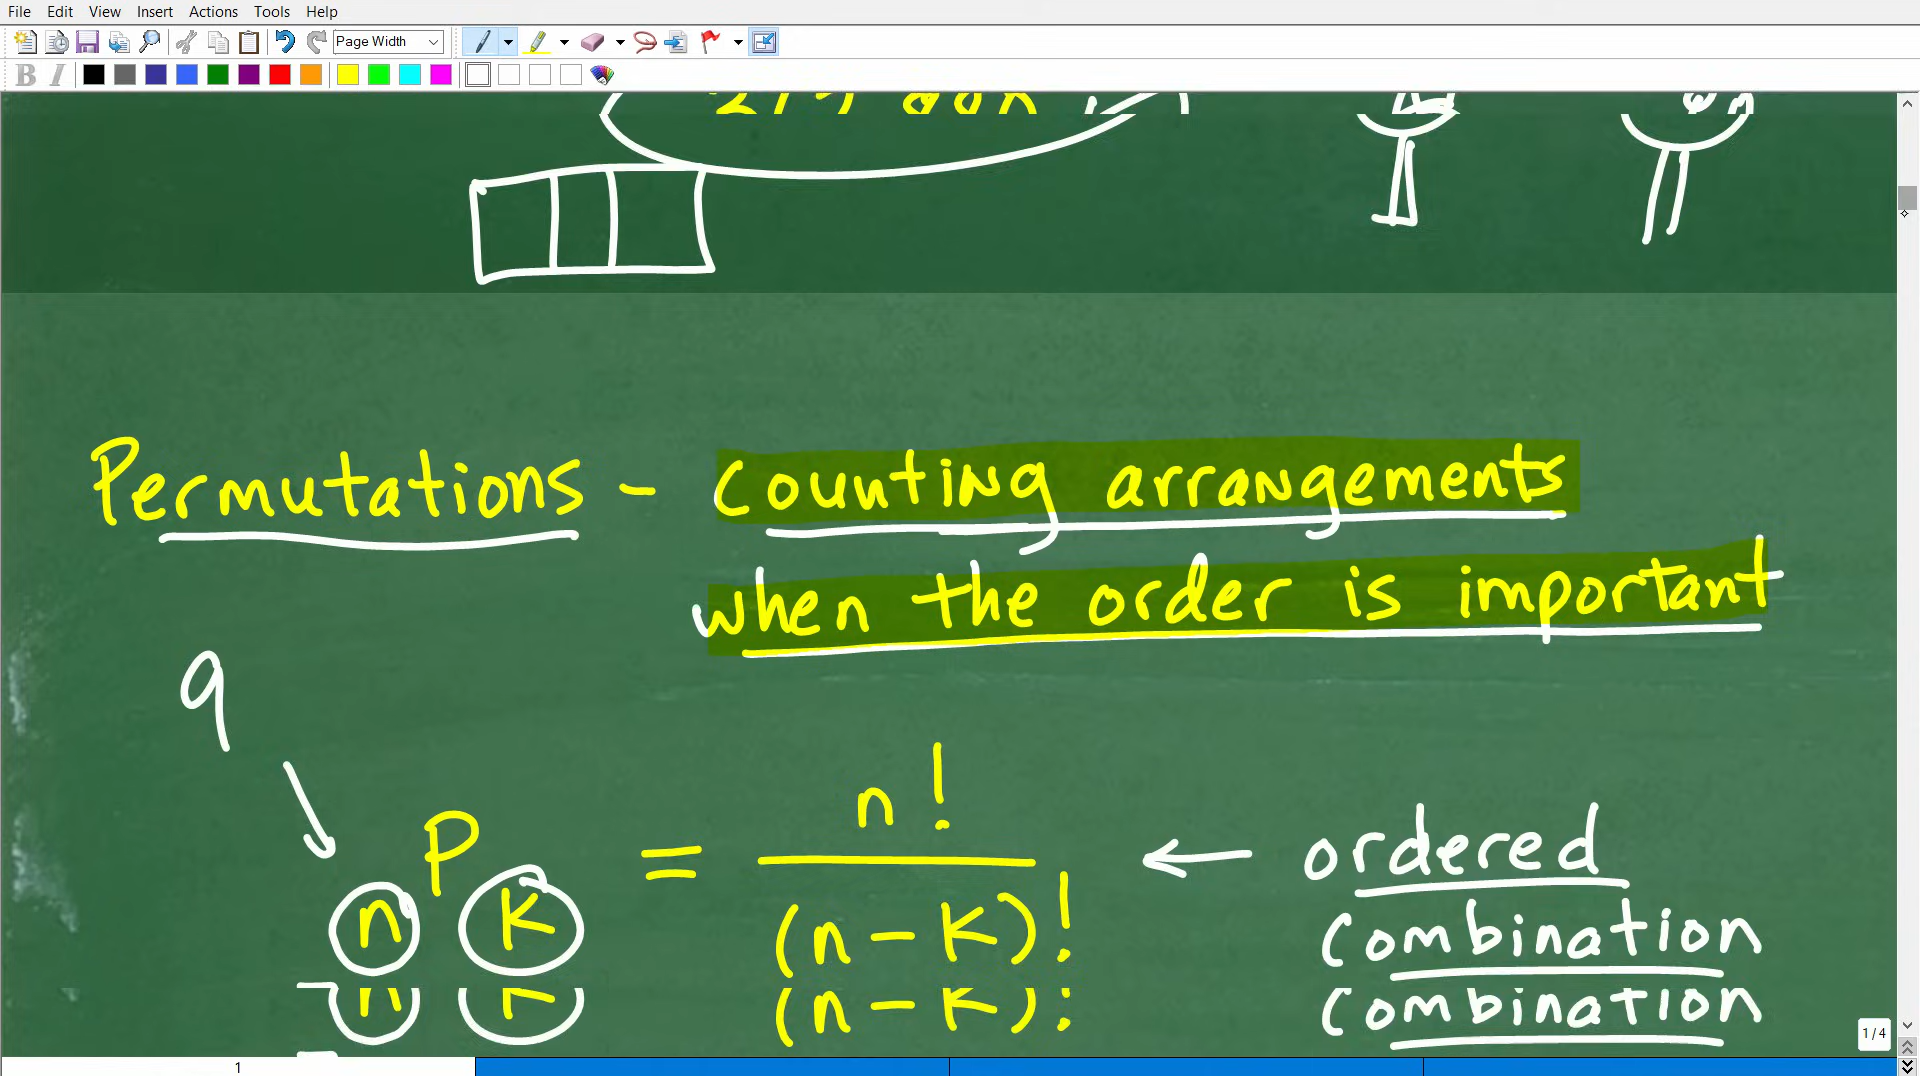 File Edit View Insert Actions Tools Help
Page Width
B I
Permutations - Counting arrangements
when the order is important
9
n P k = n! / (n - K)! ← ordered
combination
(n - K)
combination
1 / 4
1